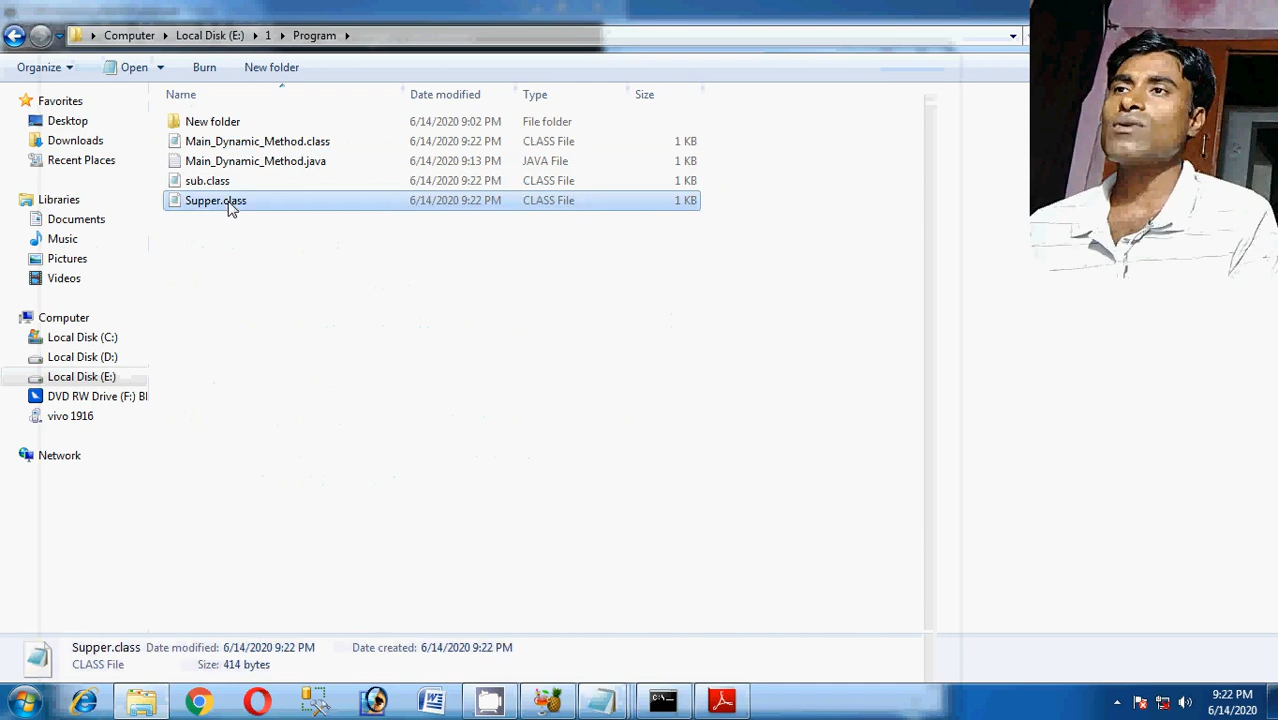 Computer Local Disk (E:) 1 Program
Organize Open Burn New folder
Name Date modified Type Size
New folder 6/14/2020 9:02 PM File folder
Main_Dynamic_Method.class 6/14/2020 9:22 PM CLASS File 1 KB
Main_Dynamic_Method.java 6/14/2020 9:13 PM JAVA File 1 KB
sub.class 6/14/2020 9:22 PM CLASS File 1 KB
Supper.class 6/14/2020 9:22 PM CLASS File 1 KB
Favorites
Desktop
Downloads
Recent Places
Libraries
Documents
Music
Pictures
Videos
Computer
Local Disk (C:)
Local Disk (D:)
Local Disk (E:)
DVD RW Drive (F:) Bl
vivo 1916
Network
Supper.class Date modified: 6/14/2020 9:22 PM Date created: 6/14/2020 9:22 PM
CLASS File Size: 414 bytes
9:22 PM
6/14/2020